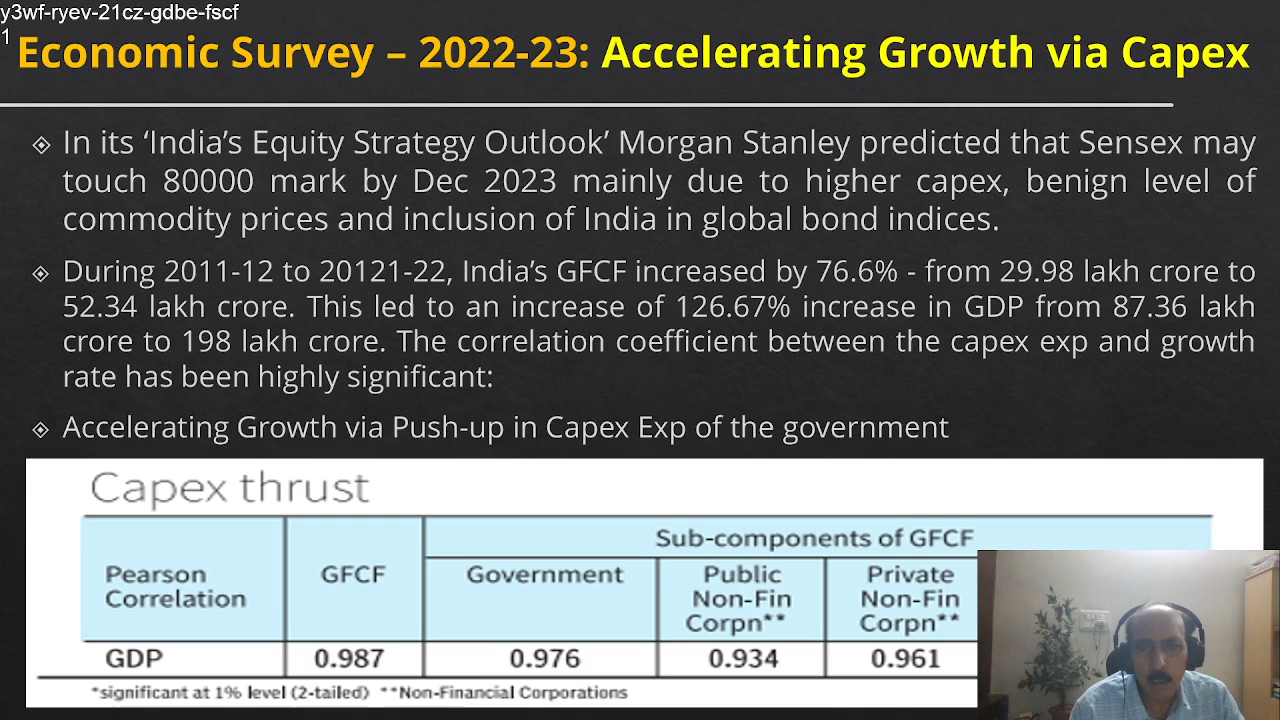 y3wf-ryev-21cz-gdbe-fscf
1
Economic Survey – 2022-23: Accelerating Growth via Capex
In its ‘India’s Equity Strategy Outlook’ Morgan Stanley predicted that Sensex may
touch 80000 mark by Dec 2023 mainly due to higher capex, benign level of
commodity prices and inclusion of India in global bond indices.
During 2011-12 to 20121-22, India’s GFCF increased by 76.6% - from 29.98 lakh crore to
52.34 lakh crore. This led to an increase of 126.67% increase in GDP from 87.36 lakh
crore to 198 lakh crore. The correlation coefficient between the capex exp and growth
rate has been highly significant:
Accelerating Growth via Push-up in Capex Exp of the government
Capex thrust
Sub-components of GFCF
Pearson Correlation GFCF Government Public Non-Fin Corpn** Private Non-Fin Corpn**
GDP 0.987 0.976 0.934 0.961
*significant at 1% level (2-tailed) **Non-Financial Corporations